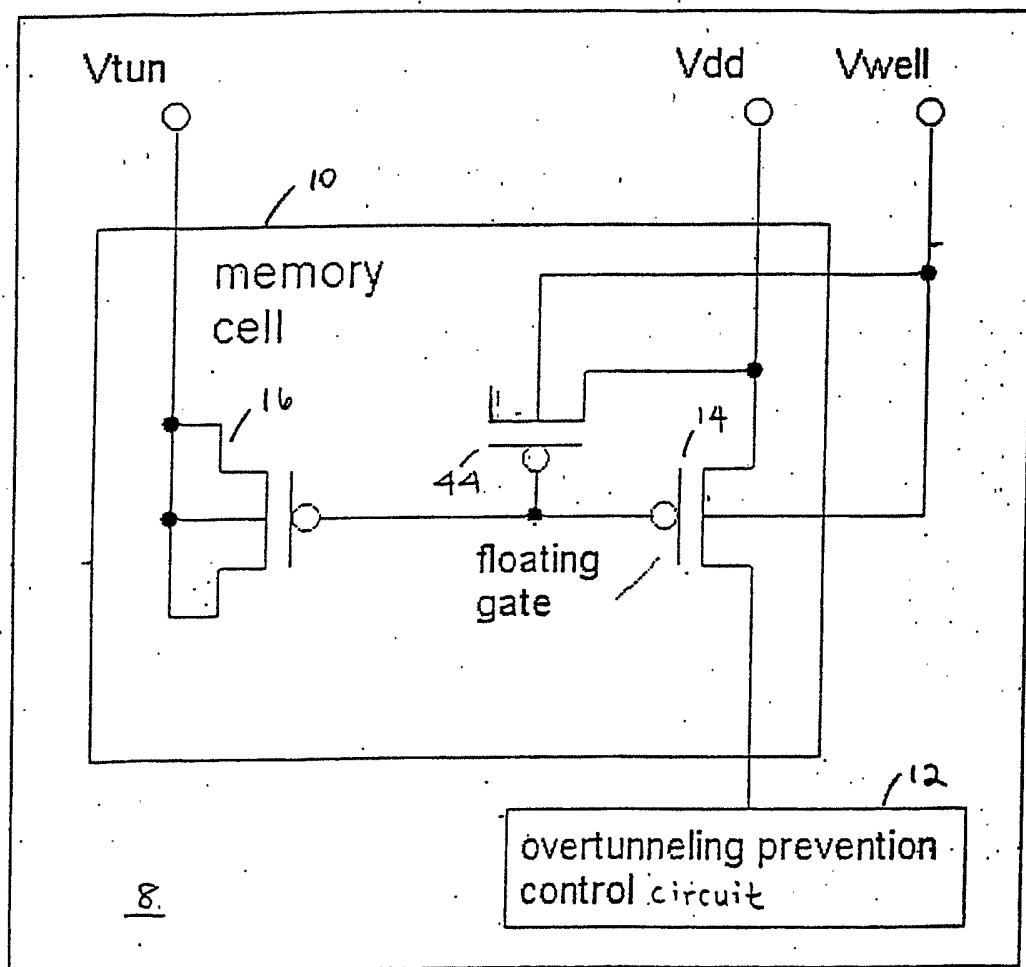 Vtun
Vdd
Vwell
10
memory
cell
16
14
44
floating
gate
12
overtunneling prevention
control circuit
8